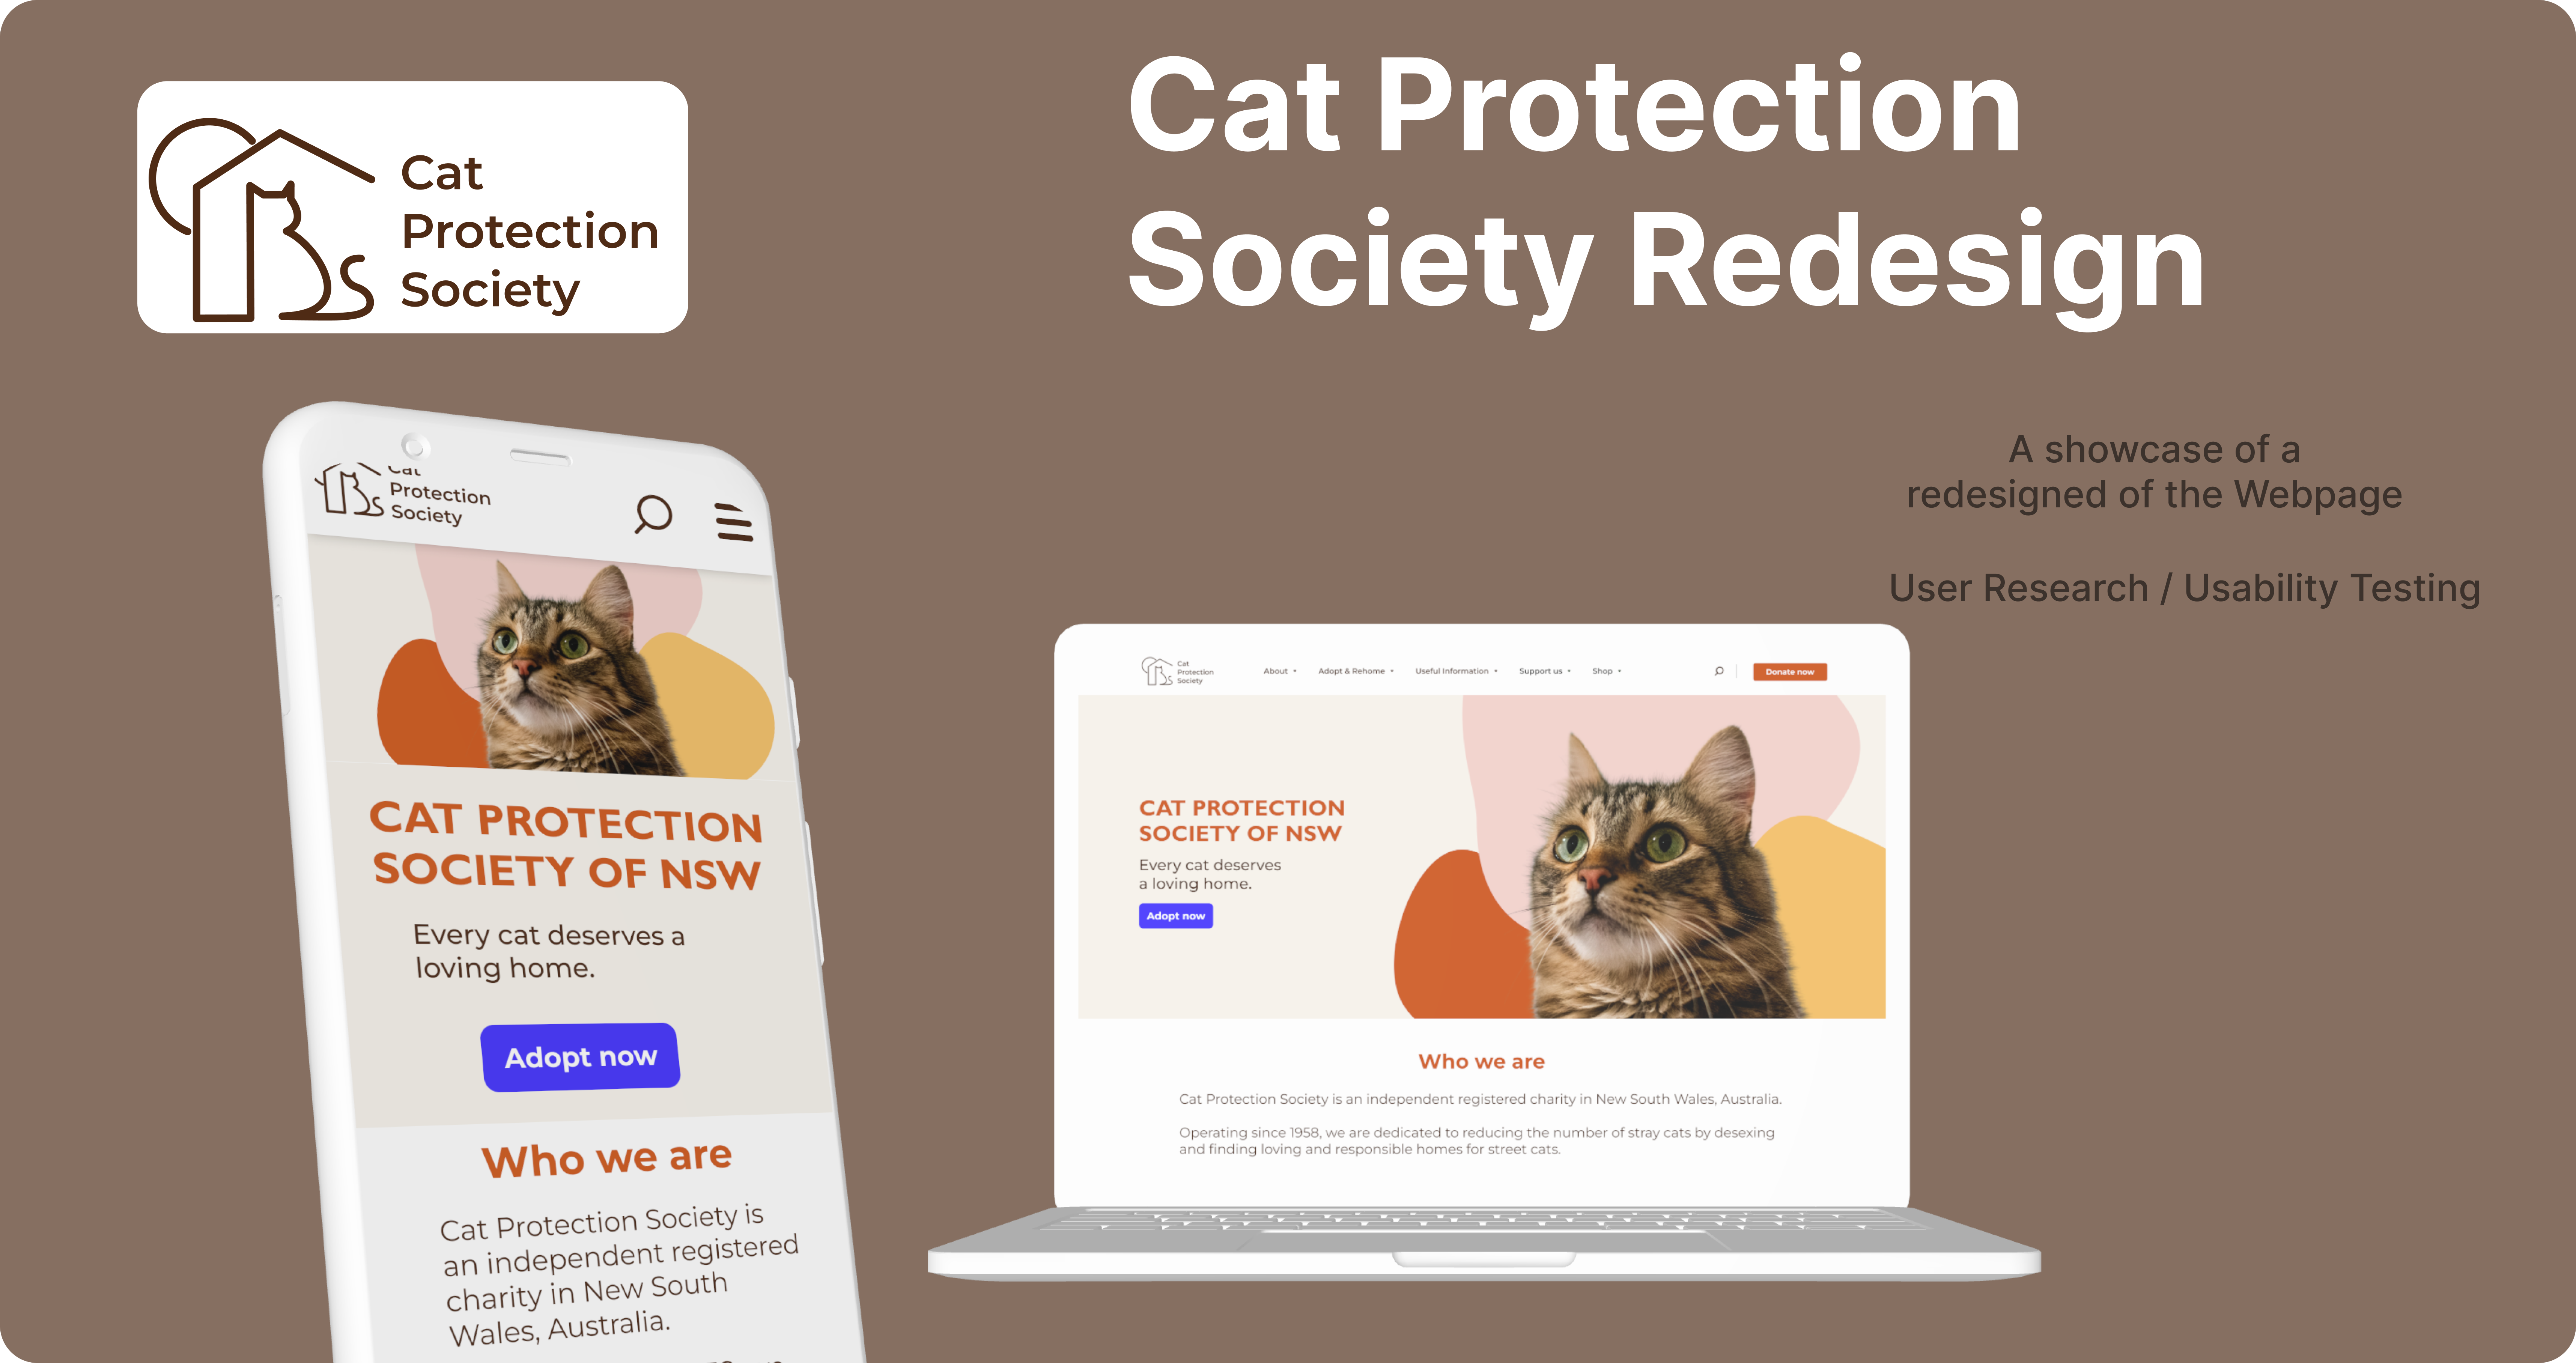 Cat
Protection
Society
Cat Protection
Society Redesign
A showcase of a
redesigned of the Webpage
User Research / Usability Testing
Cat
Protection
Society
CAT PROTECTION
SOCIETY OF NSW
Every cat deserves a
loving home.
Adopt now
Who we are
Cat Protection Society is
an independent registered
charity in New South
Wales, Australia.
Cat
Protection
Society
About
Adopt & Rehome
Useful Information
Support us
Shop
Donate now
CAT PROTECTION
SOCIETY OF NSW
Every cat deserves
a loving home.
Adopt now
Who we are
Cat Protection Society is an independent registered charity in New South Wales, Australia.
Operating since 1958, we are dedicated to reducing the number of stray cats by desexing
and finding loving and responsible homes for street cats.